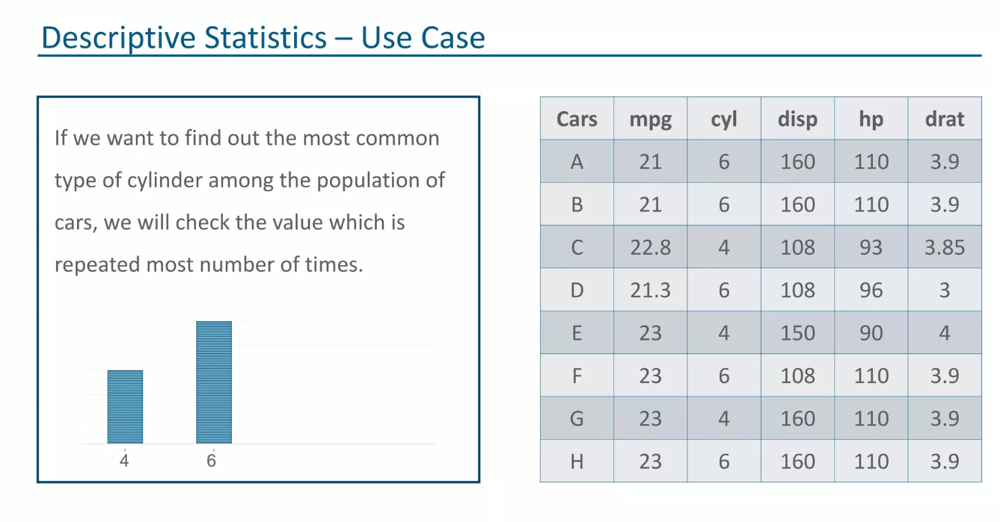 Descriptive Statistics – Use Case
If we want to find out the most common
type of cylinder among the population of
cars, we will check the value which is
repeated most number of times.
4 6
Cars mpg cyl disp hp drat
A 21 6 160 110 3.9
B 21 6 160 110 3.9
C 22.8 4 108 93 3.85
D 21.3 6 108 96 3
E 23 4 150 90 4
F 23 6 108 110 3.9
G 23 4 160 110 3.9
H 23 6 160 110 3.9